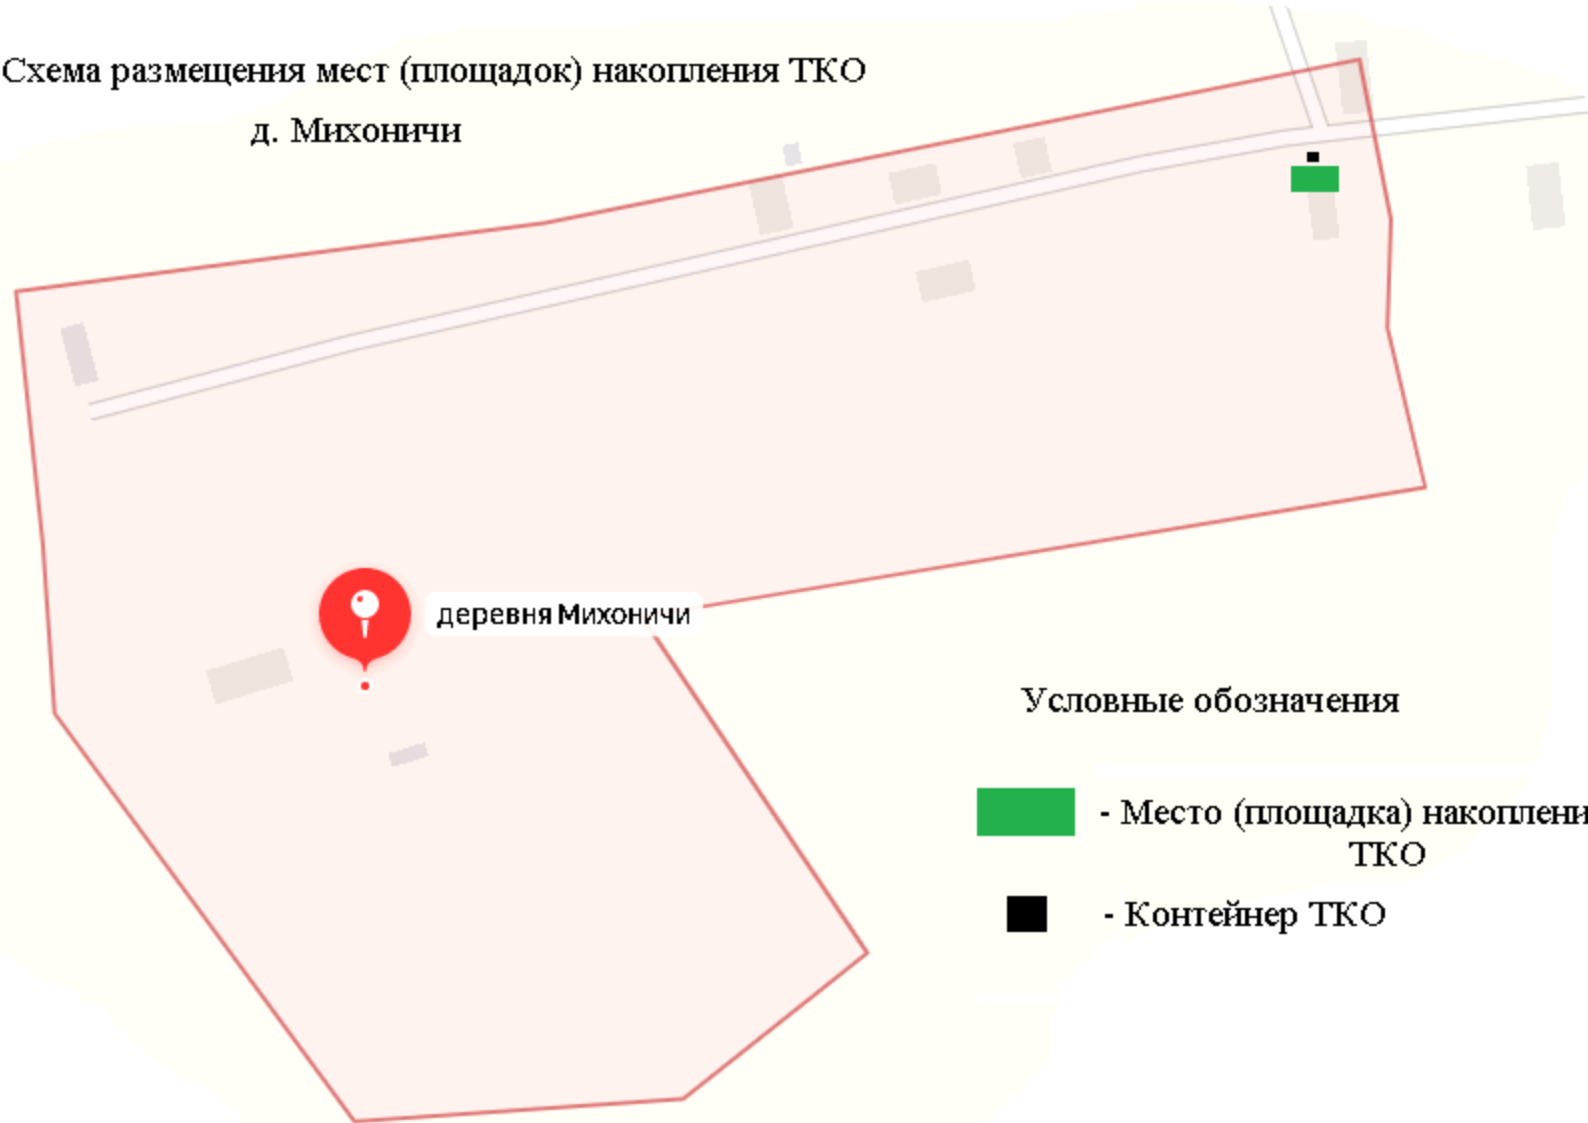 Схема размещения мест (площадок) накопления ТКО
д. Михоничи
деревня Михоничи
Условные обозначения
- Место (площадка) накоплени
ТКО
- Контейнер ТКО